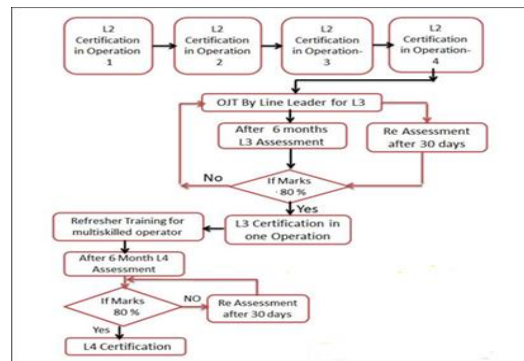 L2
Certification
in Operation
1
L2
Certification
in Operation
2
L2
Certification
in Operation-
3
L2
Certification
in Operation-
4
OJT By Line Leader for L3
After 6 months
L3 Assessment
Re Assessment
after 30 days
No
If Marks
80 %
Yes
Refresher Training for
multiskilled operator
L3 Certification in
one Operation
After 6 Month L4
Assessment
If Marks
80 %
NO
Re Assessment
after 30 days
Yes
L4 Certification